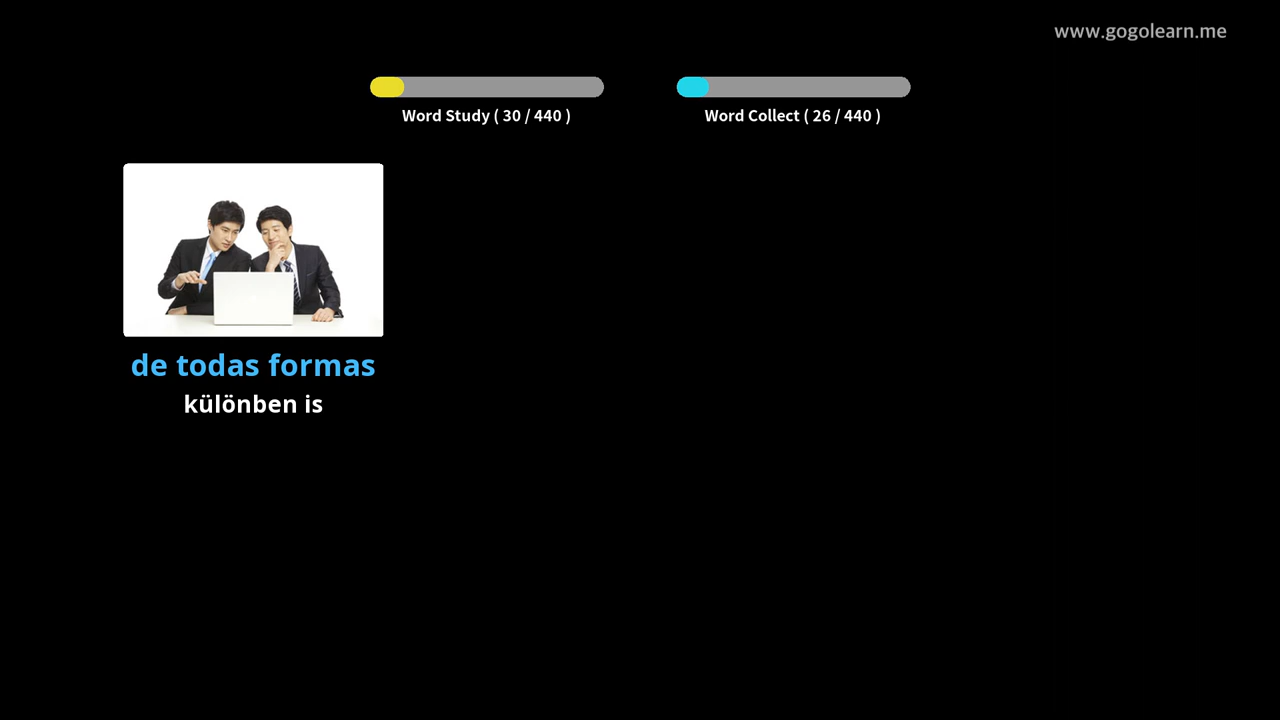 www.gogolearn.me
Word Study ( 30 / 440 )
Word Collect ( 26 / 440 )
de todas formas
különben is